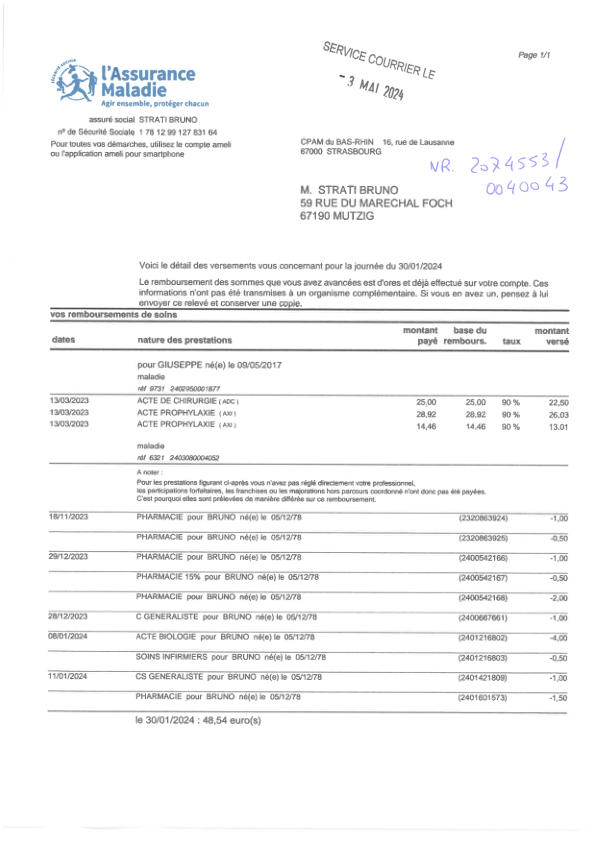 SERVICE COURRIER LE
-3 MAI 2024
Page 1/1
sécurité sociale
l'Assurance
Maladie
Agir ensemble, protéger chacun
assuré social STRATI BRUNO
n° de Sécurité Sociale 1 78 12 99 127 831 64
Pour toutes vos démarches, utilisez le compte ameli
ou l'application ameli pour smartphone
CPAM du BAS-RHIN 16, rue de Lausanne
67000 STRASBOURG
NR. 2074553/
0040043
M. STRATI BRUNO
59 RUE DU MARECHAL FOCH
67190 MUTZIG
Voici le détail des versements vous concernant pour la journée du 30/01/2024
Le remboursement des sommes que vous avez avancées est d'ores et déjà effectué sur votre compte. Ces
informations n'ont pas été transmises à un organisme complémentaire. Si vous en avez un, pensez à lui
envoyer ce relevé et conserver une copie.
vos remboursements de soins
dates nature des prestations montant payé base du rembours. taux montant versé
pour GIUSEPPE né(e) le 09/05/2017
maladie
réf 9731 2402950001877
13/03/2023 ACTE DE CHIRURGIE (ADC) 25,00 25,00 90 % 22,50
13/03/2023 ACTE PROPHYLAXIE (AXI) 28,92 28,92 90 % 26,03
13/03/2023 ACTE PROPHYLAXIE (AXI) 14,46 14,46 90 % 13,01
maladie
réf 6321 2403080004052
A noter :
Pour les prestations figurant ci-après vous n'avez pas réglé directement votre professionnel,
les participations forfaitaires, les franchises ou les majorations hors parcours coordonné n'ont donc pas été payées.
C'est pourquoi elles sont prélevées de manière différée sur ce remboursement.
16/11/2023 PHARMACIE pour BRUNO né(e) le 05/12/78 (2320863924) -1,00
PHARMACIE pour BRUNO né(e) le 05/12/78 (2320863925) -0,50
29/12/2023 PHARMACIE pour BRUNO né(e) le 05/12/78 (2400542166) -1,00
PHARMACIE 15% pour BRUNO né(e) le 05/12/78 (2400542167) -0,50
PHARMACIE pour BRUNO né(e) le 05/12/78 (2400542168) -2,00
28/12/2023 C GENERALISTE pour BRUNO né(e) le 05/12/78 (2400667661) -1,00
08/01/2024 ACTE BIOLOGIE pour BRUNO né(e) le 05/12/78 (2401216802) -4,00
SOINS INFIRMIERS pour BRUNO né(e) le 05/12/78 (2401216803) -0,50
11/01/2024 CS GENERALISTE pour BRUNO né(e) le 05/12/78 (2401421809) -1,00
PHARMACIE pour BRUNO né(e) le 05/12/78 (2401601573) -1,50
le 30/01/2024 : 48,54 euro(s)